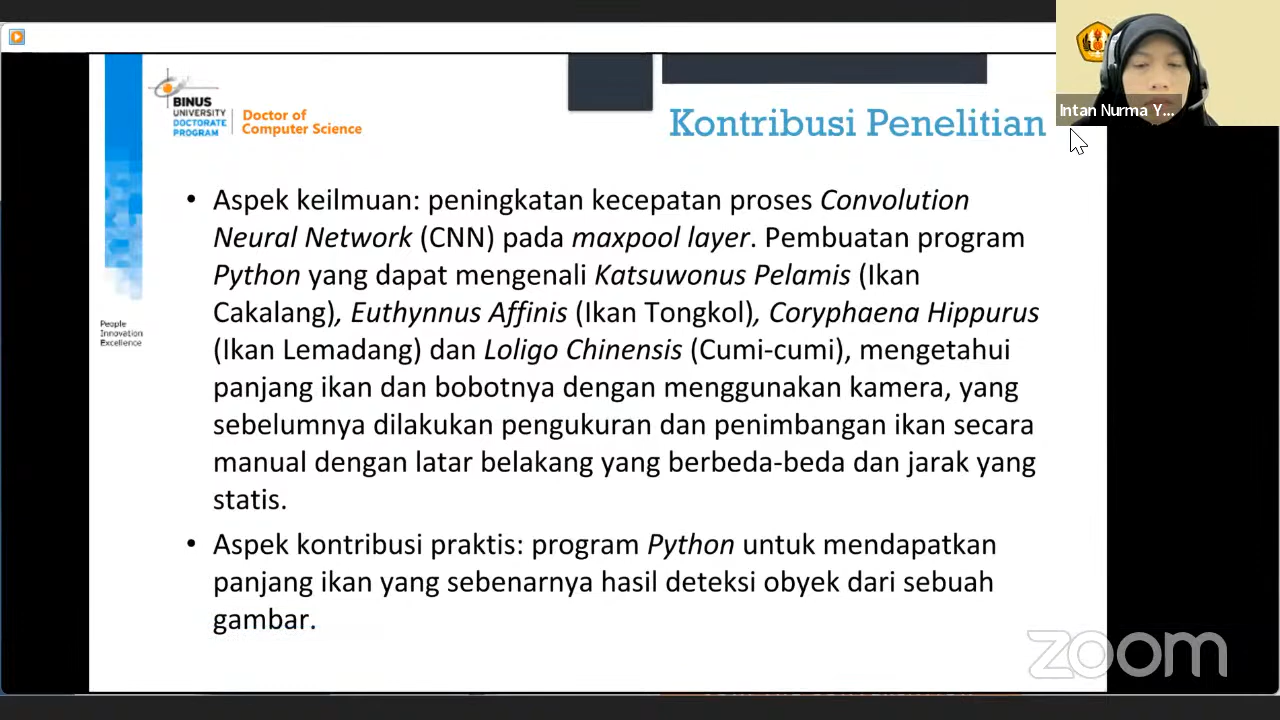 BINUS
UNIVERSITY
DOCTORATE
PROGRAM
Doctor of
Computer Science
Kontribusi Penelitian
Intan Nurma Y...
• Aspek keilmuan: peningkatan kecepatan proses Convolution
Neural Network (CNN) pada maxpool layer. Pembuatan program
Python yang dapat mengenali Katsuwonus Pelamis (Ikan
Cakalang), Euthynnus Affinis (Ikan Tongkol), Coryphaena Hippurus
(Ikan Lemadang) dan Loligo Chinensis (Cumi-cumi), mengetahui
panjang ikan dan bobotnya dengan menggunakan kamera, yang
sebelumnya dilakukan pengukuran dan penimbangan ikan secara
manual dengan latar belakang yang berbeda-beda dan jarak yang
statis.
• Aspek kontribusi praktis: program Python untuk mendapatkan
panjang ikan yang sebenarnya hasil deteksi obyek dari sebuah
gambar.
People
Innovation
Excellence
zoom